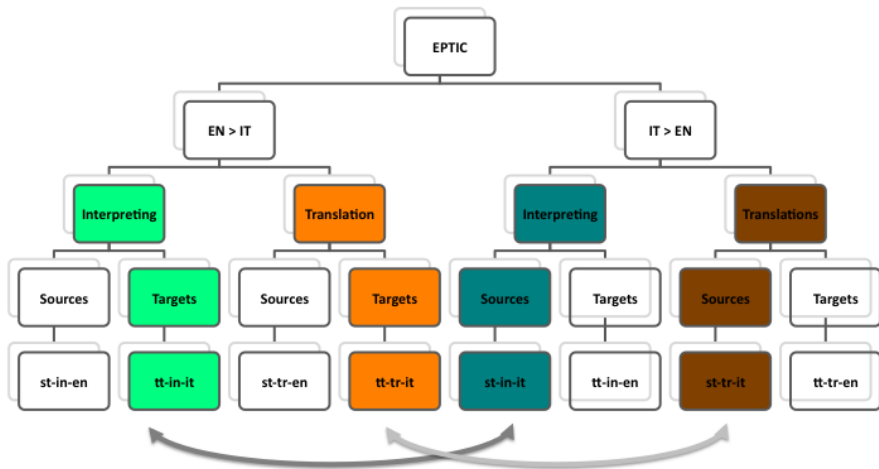 EPTIC
EN > IT
IT > EN
Interpreting
Translation
Interpreting
Translations
Sources
Targets
Sources
Targets
Sources
Targets
Sources
Targets
st-in-en
tt-in-it
st-tr-en
tt-tr-it
st-in-it
tt-in-en
st-tr-it
tt-tr-en